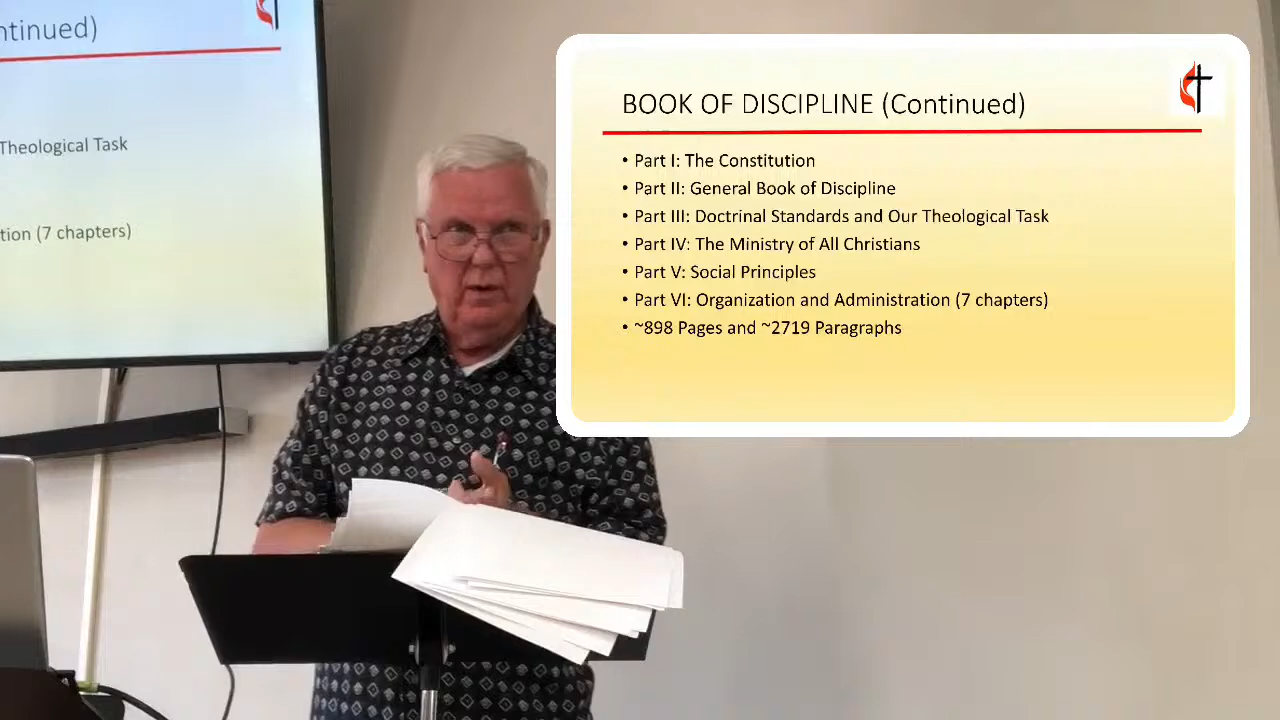 ntinued)
Theological Task
tion (7 chapters)
BOOK OF DISCIPLINE (Continued)
• Part I: The Constitution
• Part II: General Book of Discipline
• Part III: Doctrinal Standards and Our Theological Task
• Part IV: The Ministry of All Christians
• Part V: Social Principles
• Part VI: Organization and Administration (7 chapters)
• ~898 Pages and ~2719 Paragraphs